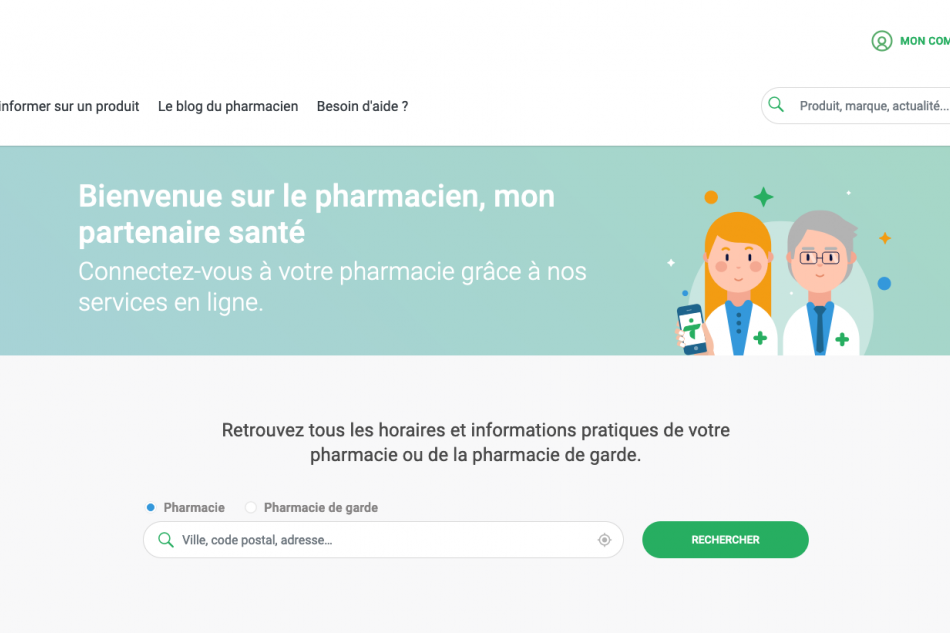 MON COM
informer sur un produit Le blog du pharmacien Besoin d'aide ?
Produit, marque, actualité...
Bienvenue sur le pharmacien, mon
partenaire santé
Connectez-vous à votre pharmacie grâce à nos
services en ligne.
Retrouvez tous les horaires et informations pratiques de votre
pharmacie ou de la pharmacie de garde.
Pharmacie Pharmacie de garde
Ville, code postal, adresse...
RECHERCHER